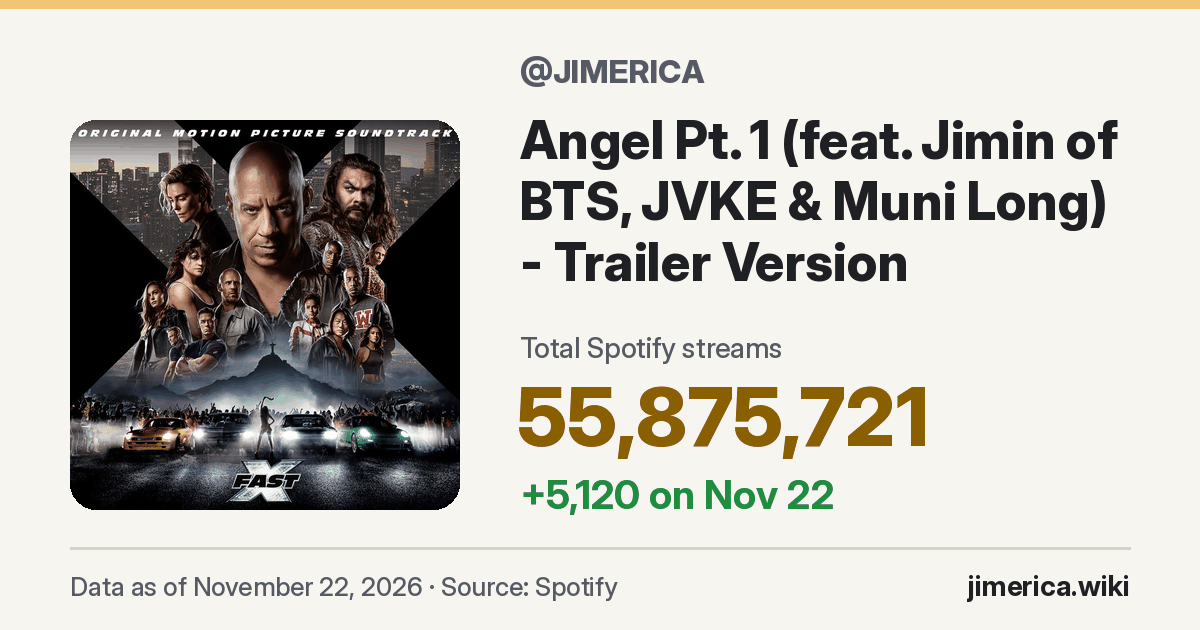 @JIMERICA
ORIGINAL MOTION PICTURE SOUNDTRACK
Angel Pt. 1 (feat. Jimin of
BTS, JVKE & Muni Long)
- Trailer Version
W
FAST X
Total Spotify streams
55,875,721
+5,120 on Nov 22
Data as of November 22, 2026 · Source: Spotify
jimerica.wiki